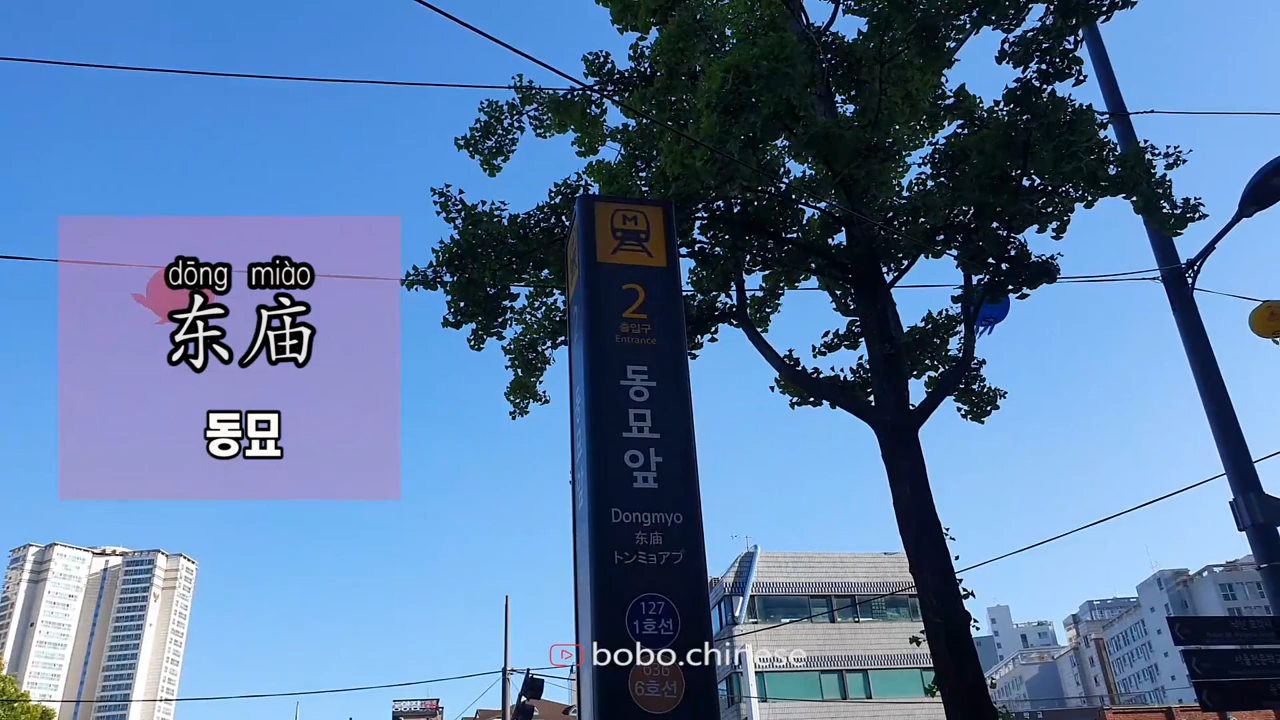 dōng miào
东庙
동묘
M
2
출입구
Entrance
동묘앞
Dongmyo
东庙
トンミョアプ
127
1호선
636
6호선
bobo.chinese